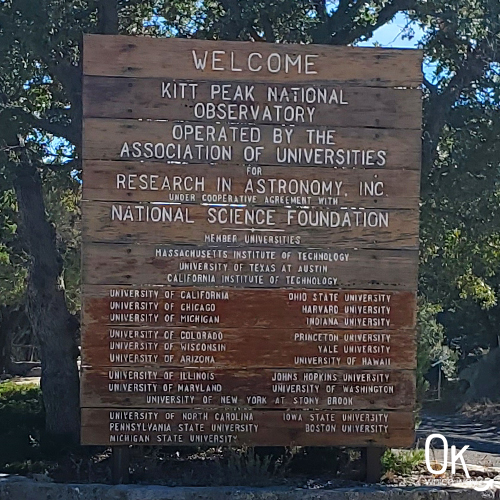 WELCOME
KITT PEAK NATIONAL
OBSERVATORY
OPERATED BY THE
ASSOCIATION OF UNIVERSITIES
FOR
RESEARCH IN ASTRONOMY, INC.
UNDER COOPERATIVE AGREEMENT WITH
NATIONAL SCIENCE FOUNDATION
MEMBER UNIVERSITIES
MASSACHUSETTS INSTITUTE OF TECHNOLOGY
UNIVERSITY OF TEXAS AT AUSTIN
CALIFORNIA INSTITUTE OF TECHNOLOGY
UNIVERSITY OF CALIFORNIA OHIO STATE UNIVERSITY
UNIVERSITY OF CHICAGO HARVARD UNIVERSITY
UNIVERSITY OF MICHIGAN INDIANA UNIVERSITY
UNIVERSITY OF COLORADO PRINCETON UNIVERSITY
UNIVERSITY OF WISCONSIN YALE UNIVERSITY
UNIVERSITY OF ARIZONA UNIVERSITY OF HAWAII
UNIVERSITY OF ILLINOIS JOHNS HOPKINS UNIVERSITY
UNIVERSITY OF MARYLAND UNIVERSITY OF WASHINGTON
UNIVERSITY OF NEW YORK AT STONY BROOK
UNIVERSITY OF NORTH CAROLINA IOWA STATE UNIVERSITY
PENNSYLVANIA STATE UNIVERSITY BOSTON UNIVERSITY
MICHIGAN STATE UNIVERSITY
OK